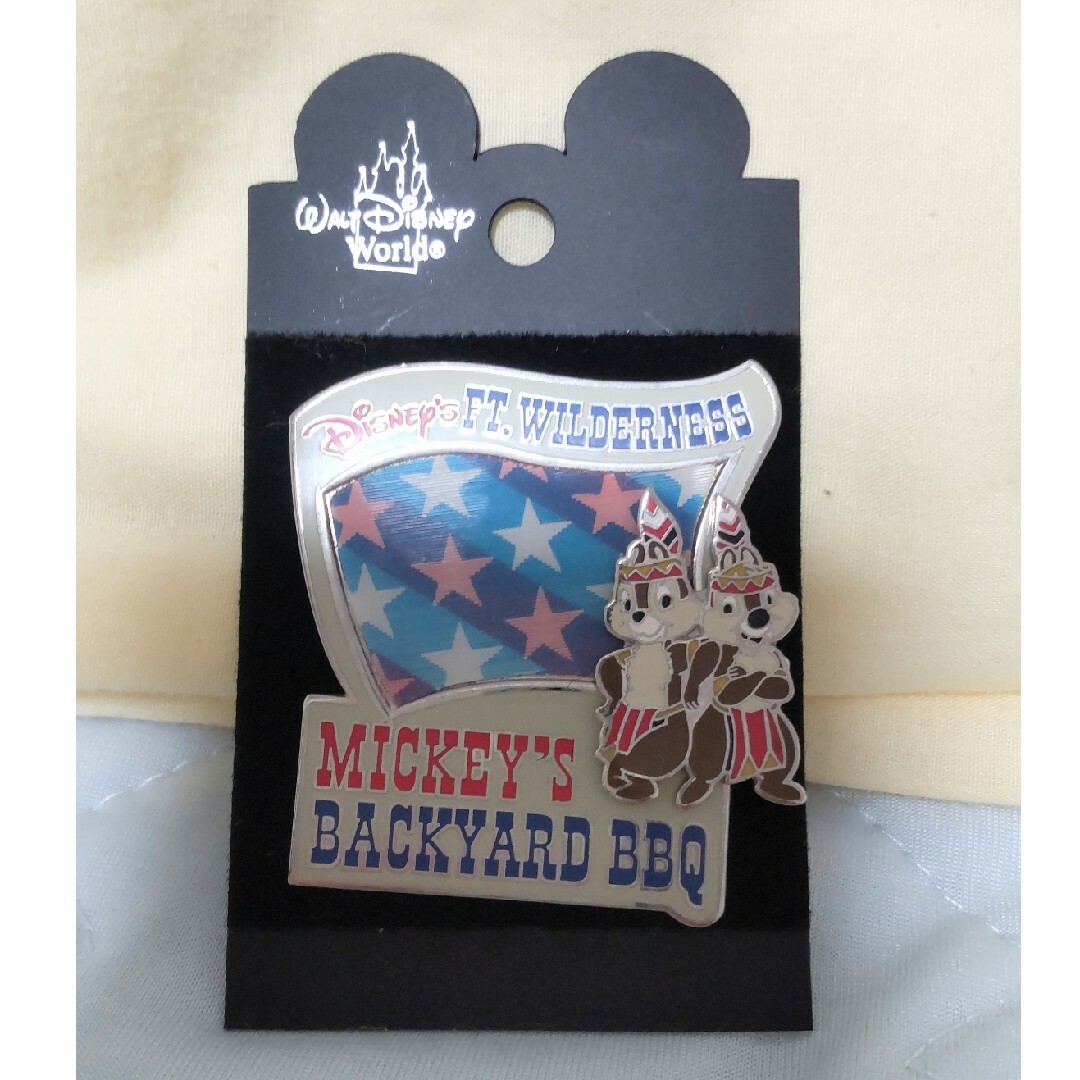 WALT DISNEY
World®
DISNEY'S FT. WILDERNESS
MICKEY'S
BACKYARD BBQ